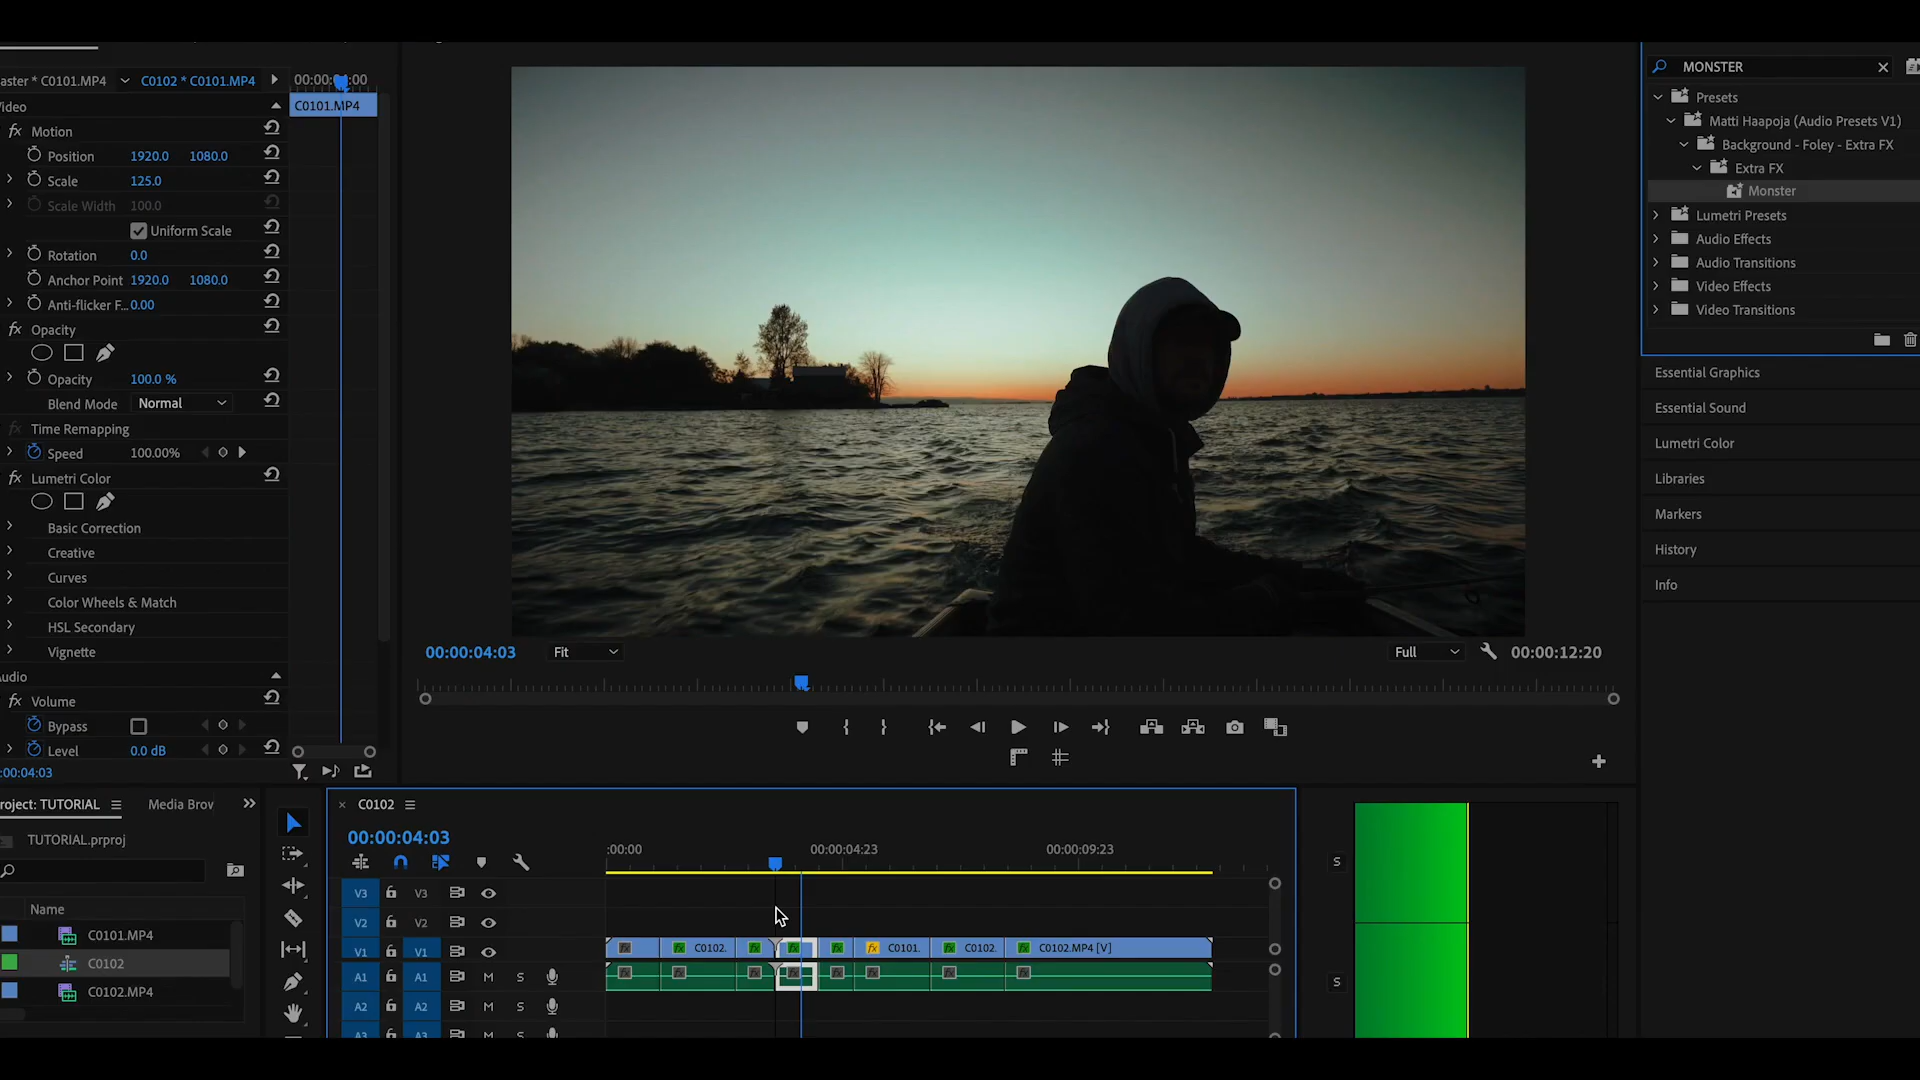 aster * C0101.MP4
C0102 * C0101.MP4
C0101.MP4
Motion
Position 1920.0 1080.0
Scale 125.0
Scale Width 100.0
Uniform Scale
Rotation 0.0
Anchor Point 1920.0 1080.0
Anti-flicker F... 0.00
fx Opacity
Opacity 100.0 %
Blend Mode Normal
Time Remapping
Speed 100.00%
fx Lumetri Color
Basic Correction
Creative
Curves
Color Wheels & Match
HSL Secondary
Vignette
fx Volume
Bypass
Level 0.0 dB
:00:04:03
00:00:04:03
Fit
Full
00:00:12:20
MONSTER
Presets
Matti Haapoja (Audio Presets V1)
Background - Foley - Extra FX
Extra FX
Monster
Lumetri Presets
Audio Effects
Audio Transitions
Video Effects
Video Transitions
Essential Graphics
Essential Sound
Lumetri Color
Libraries
Markers
History
Info
roject: TUTORIAL
Media Brov
TUTORIAL.prproj
Name
C0101.MP4
C0102
C0102.MP4
C0102
00:00:04:03
:00:00
00:00:04:23
00:00:09:23
V3 V3
V2 V2
V1 V1
C0102.
C0101.
C0102.
C0102.MP4 [V]
A1 A1 M S
A2 A2 M S
A3 A3 M S
S
S